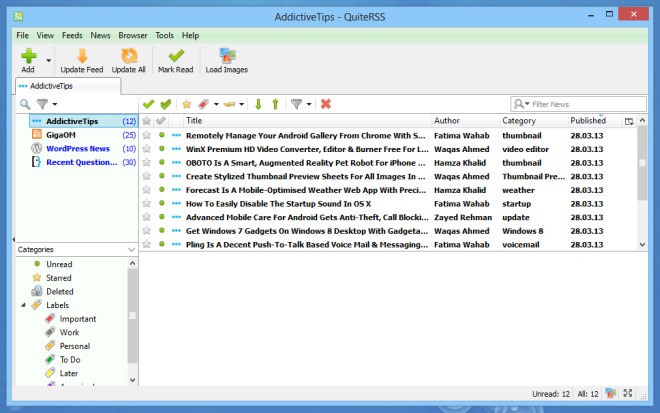 AddictiveTips - QuiteRSS
File View Feeds News Browser Tools Help
Add Update Feed Update All Mark Read Load Images
AddictiveTips
Filter News
Title Author Category Published
AddictiveTips (12)
GigaOM (25)
WordPress News (10)
Recent Question... (30)
Remotely Manage Your Android Gallery From Chrome With S... Fatima Wahab thumbnail 28.03.13
WinX Premium HD Video Converter, Editor & Burner Free For L... Waqas Ahmed video editor 28.03.13
OBOTO Is A Smart, Augmented Reality Pet Robot For iPhone ... Hamza Khalid thumbnail 28.03.13
Create Stylized Thumbnail Preview Sheets For All Images In ... Waqas Ahmed Thumbnail Pre... 28.03.13
Forecast Is A Mobile-Optimised Weather Web App With Preci... Hamza Khalid weather 28.03.13
How To Easily Disable The Startup Sound In OS X Fatima Wahab startup 28.03.13
Advanced Mobile Care For Android Gets Anti-Theft, Call Blocki... Zayed Rehman update 28.03.13
Get Windows 7 Gadgets On Windows 8 Desktop With Gadgeta... Waqas Ahmed Windows 8 28.03.13
Pling Is A Decent Push-To-Talk Based Voice Mail & Messaging... Fatima Wahab voicemail 28.03.13
Categories
Unread
Starred
Deleted
Labels
Important
Work
Personal
To Do
Later
Unread: 12 All: 12